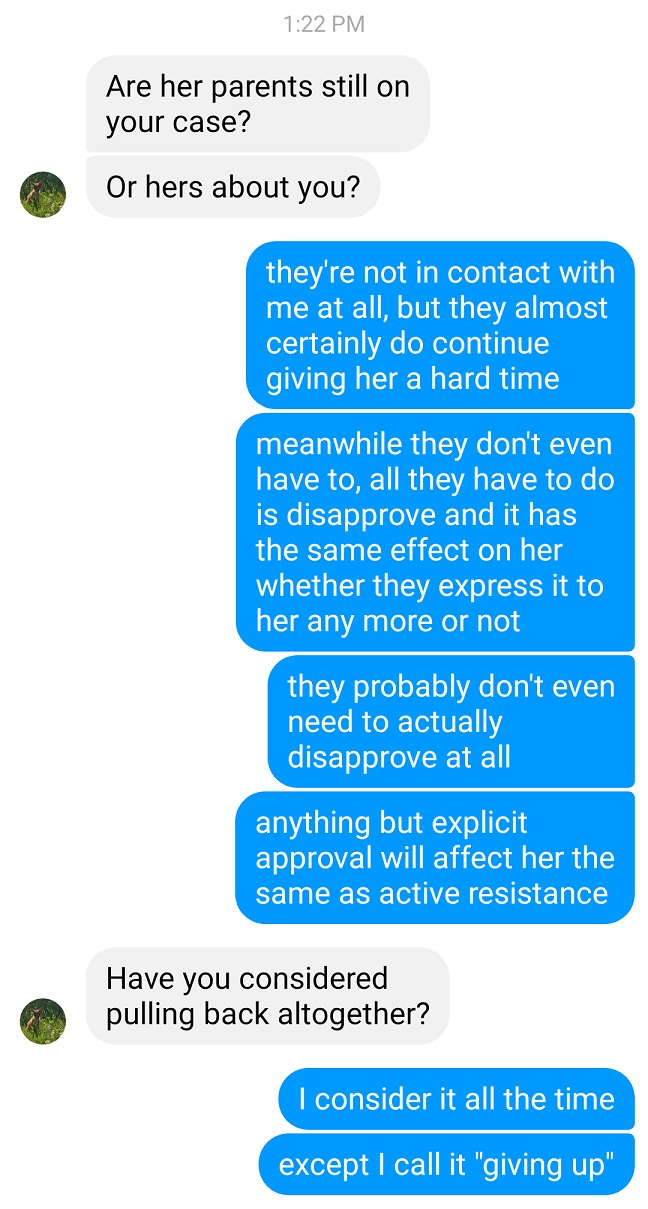 1:22 PM
Are her parents still on
your case?
Or hers about you?
they're not in contact with
me at all, but they almost
certainly do continue
giving her a hard time
meanwhile they don't even
have to, all they have to do
is disapprove and it has
the same effect on her
whether they express it to
her any more or not
they probably don't even
need to actually
disapprove at all
anything but explicit
approval will affect her the
same as active resistance
Have you considered
pulling back altogether?
I consider it all the time
except I call it "giving up"